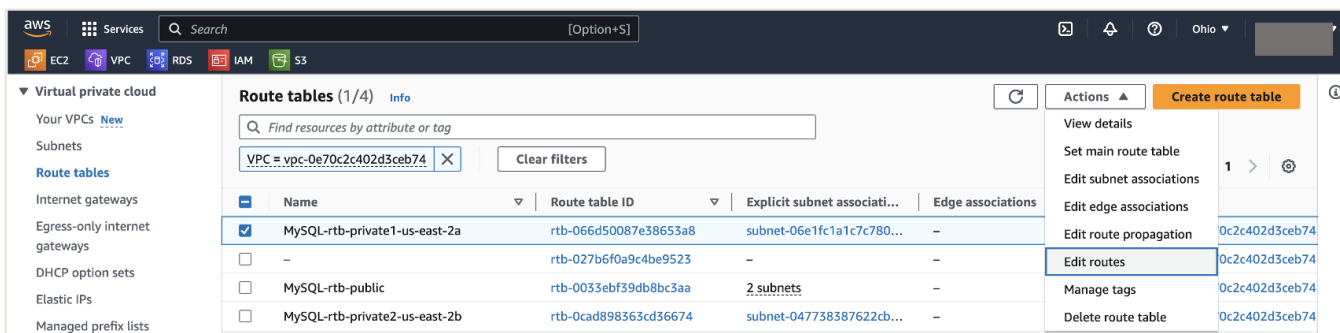 aws Services Search [Option+S] Ohio
EC2 VPC RDS IAM S3
Virtual private cloud
Your VPCs New
Subnets
Route tables
Internet gateways
Egress-only internet
gateways
DHCP option sets
Elastic IPs
Managed prefix lists
Route tables (1/4) Info
Actions
Create route table
Find resources by attribute or tag
VPC = vpc-0e70c2c402d3ceb74
Clear filters
1
Name Route table ID Explicit subnet associati... Edge associations
MySQL-rtb-private1-us-east-2a rtb-066d50087e38653a8 subnet-06e1fc1a1c7c780... – 0c2c402d3ceb74
– rtb-027b6f0a9c4be9523 – – 0c2c402d3ceb74
MySQL-rtb-public rtb-0033ebf39db8bc3aa 2 subnets – 0c2c402d3ceb74
MySQL-rtb-private2-us-east-2b rtb-0cad898363cd36674 subnet-047738387622cb... – 0c2c402d3ceb74
View details
Set main route table
Edit subnet associations
Edit edge associations
Edit route propagation
Edit routes
Manage tags
Delete route table